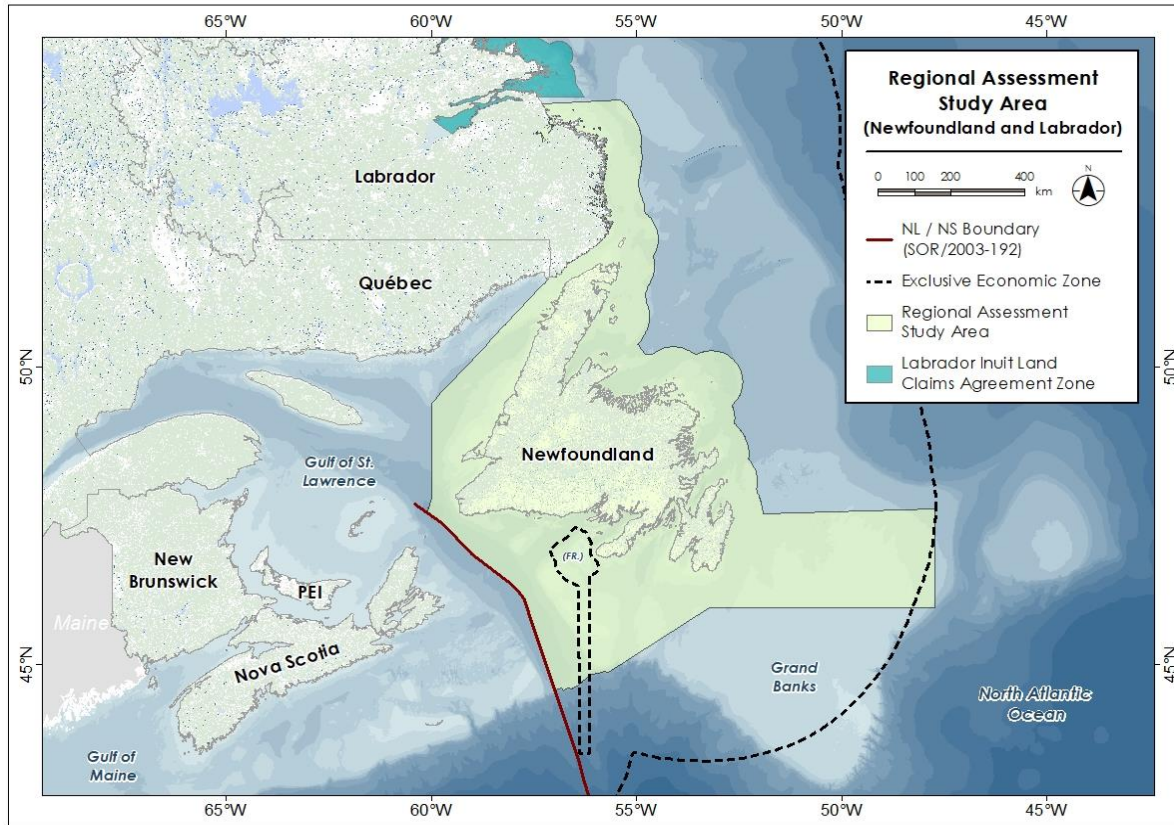 65°W 60°W 55°W 50°W 45°W
Regional Assessment
Study Area
(Newfoundland and Labrador)
0 100 200 400
km
N
NL / NS Boundary
(SOR/2003-192)
Exclusive Economic Zone
Regional Assessment
Study Area
Labrador Inuit Land
Claims Agreement Zone
Labrador
Québec
50°N
50°N
Newfoundland
Gulf of St.
Lawrence
(FR.)
New
Brunswick
PEI
Maine
Nova Scotia
45°N
45°N
Grand
Banks
North Atlantic
Ocean
Gulf of
Maine
65°W 60°W 55°W 50°W 45°W